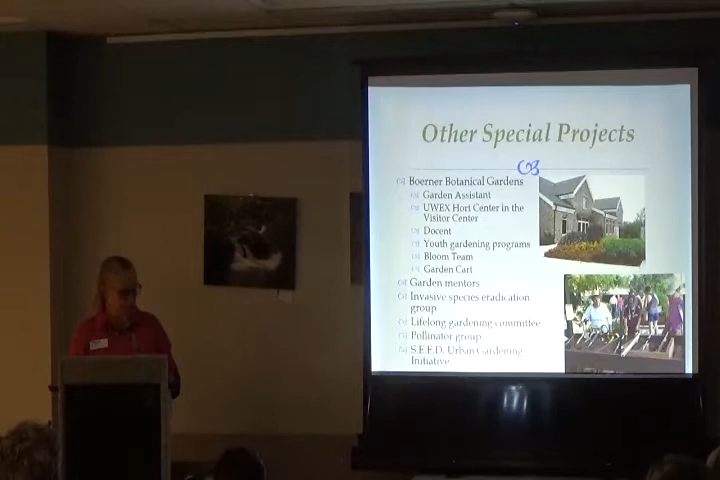 Other Special Projects
Boerner Botanical Gardens
Garden Assistant
UWEX Hort Center in the
Visitor Center
Docent
Youth gardening programs
Bloom Team
Garden Cart
Garden mentors
Invasive species eradication
group
Lifelong gardening committee
Pollinator group
S.E.E.D. Urban Gardening
Initiative